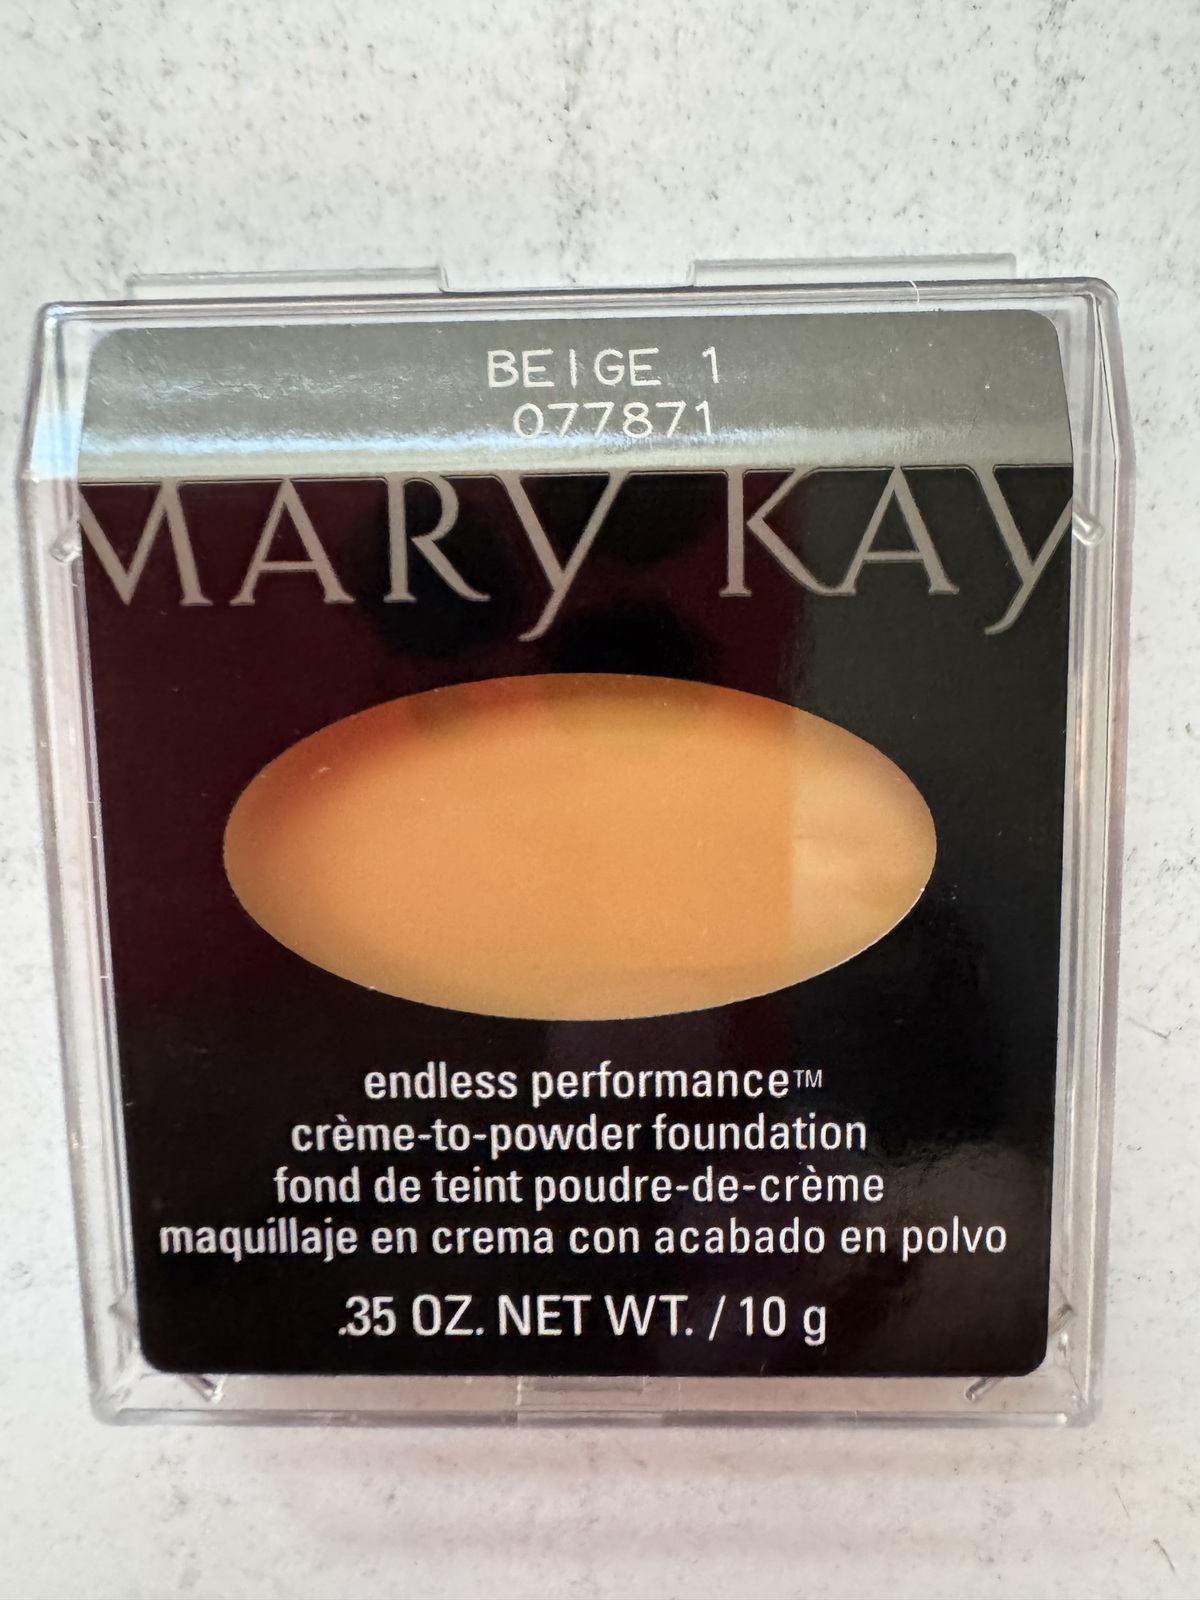 BEIGE 1
077871
MARY KAY
endless performance™
crème-to-powder foundation
fond de teint poudre-de-crème
maquillaje en crema con acabado en polvo
.35 OZ. NET WT. / 10 g